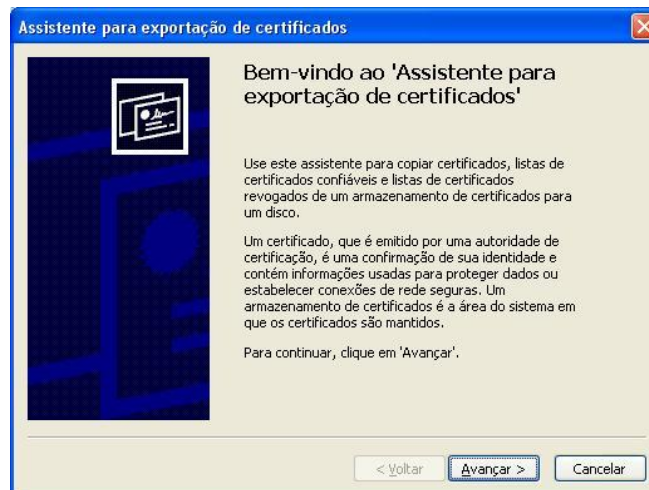 Assistente para exportação de certificados
Bem-vindo ao 'Assistente para
exportação de certificados'
Use este assistente para copiar certificados, listas de
certificados confiáveis e listas de certificados
revogados de um armazenamento de certificados para
um disco.
Um certificado, que é emitido por uma autoridade de
certificação, é uma confirmação de sua identidade e
contém informações usadas para proteger dados ou
estabelecer conexões de rede seguras. Um
armazenamento de certificados é a área do sistema em
que os certificados são mantidos.
Para continuar, clique em 'Avançar'.
< Voltar Avançar > Cancelar